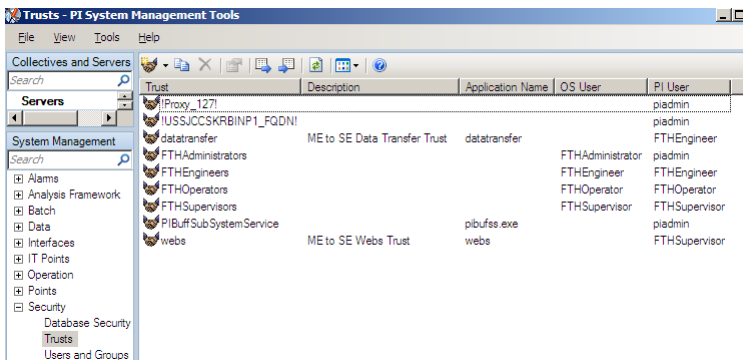 Trusts - PI System Management Tools
File View Tools Help
Collectives and Servers
Search
Servers
System Management
Search
Alarms
Analysis Framework
Batch
Data
Interfaces
IT Points
Operation
Points
Security
Database Security
Trusts
Users and Groups
Trust Description Application Name OS User PI User
!Proxy_127! piadmin
!USSJCCSKRBINP1_FQDN! piadmin
datatransfer ME to SE Data Transfer Trust datatransfer FTHEngineer
FTHAdministrators FTHAdministrator piadmin
FTHEngineers FTHEngineer FTHEngineer
FTHOperators FTHOperator FTHOperator
FTHSupervisors FTHSupervisor FTHSupervisor
PIBuffSubSystemService pibufss.exe piadmin
webs ME to SE Webs Trust webs FTHSupervisor